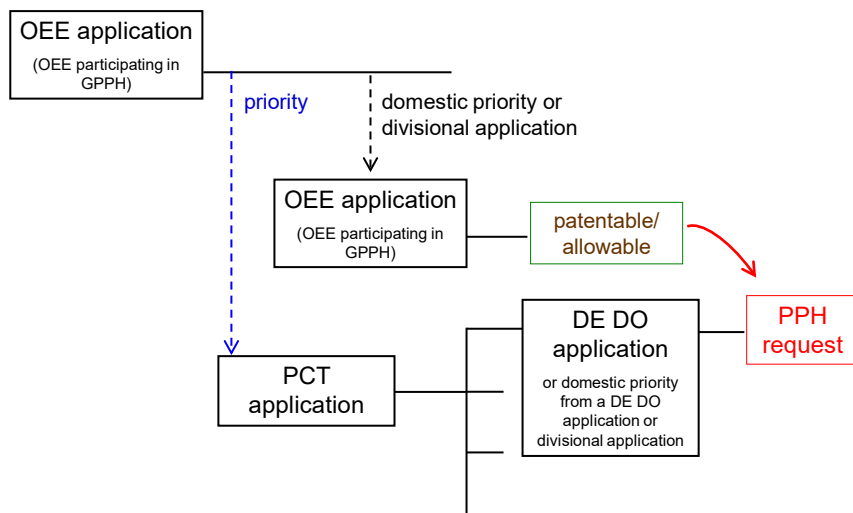 OEE application
(OEE participating in
GPPH)
priority
domestic priority or
divisional application
OEE application
(OEE participating in
GPPH)
patentable/
allowable
DE DO
application
or domestic priority
from a DE DO
application or
divisional application
PPH
request
PCT
application